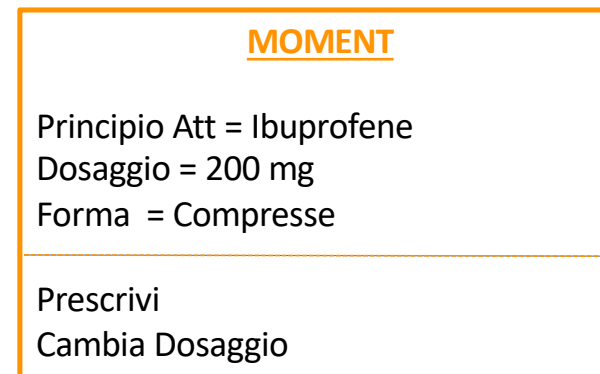 MOMENT
Principio Att = Ibuprofene
Dosaggio = 200 mg
Forma  = Compresse
Prescrivi
Cambia Dosaggio